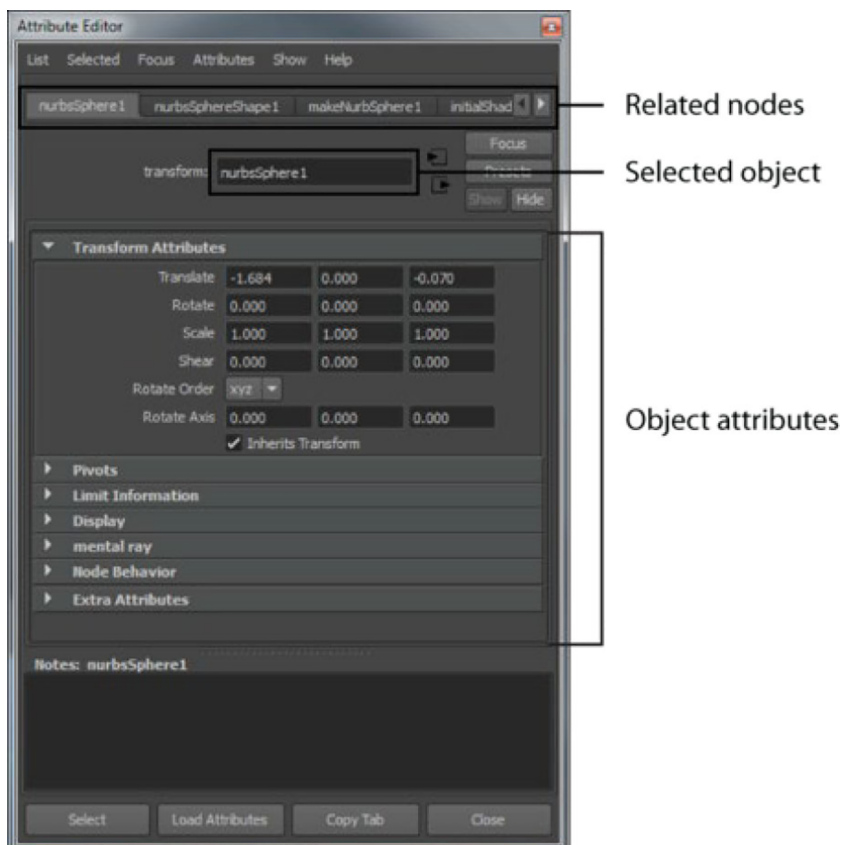 Attribute Editor
List Selected Focus Attributes Show Help
nurbsSphere1 nurbsSphereShape1 makeNurbSphere1 initialShad
Related nodes
Focus
transform: nurbsSphere1
Presets
Selected object
Show Hide
Transform Attributes
Translate -1.684 0.000 -0.070
Rotate 0.000 0.000 0.000
Scale 1.000 1.000 1.000
Shear 0.000 0.000 0.000
Rotate Order xyz
Rotate Axis 0.000 0.000 0.000
Inherits Transform
Object attributes
Pivots
Limit Information
Display
mental ray
Node Behavior
Extra Attributes
Notes: nurbsSphere1
Select Load Attributes Copy Tab Close